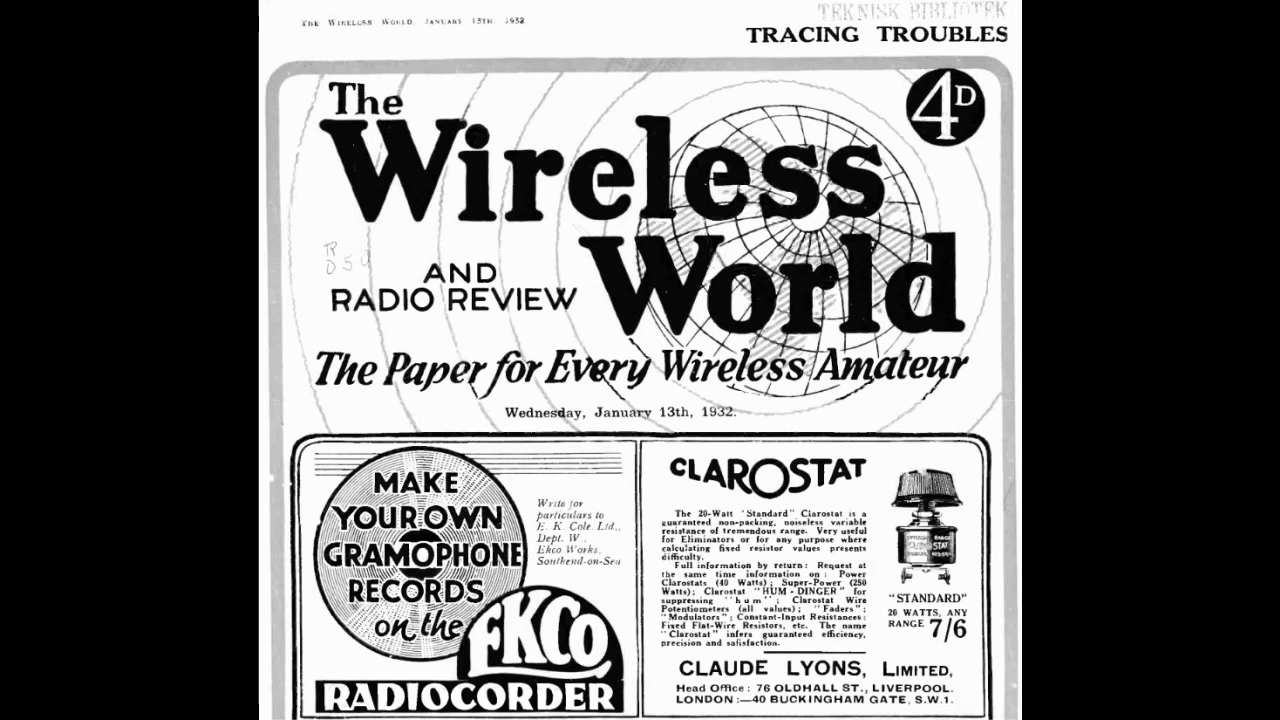 THE WIRELESS WORLD, JANUARY 13TH, 1932.
TEKNISK BIBLIOTEK
TRACING TROUBLES
The
Wireless
World
4D
AND
RADIO REVIEW
The Paper for Every Wireless Amateur
Wednesday, January 13th, 1932.
MAKE
YOUR OWN
GRAMOPHONE
RECORDS
on the
EKCO
RADIOCORDER
Write for
particulars to
E. K. Cole Ltd.,
Dept. W.,
Ekco Works,
Southend-on-Sea
CLAROSTAT
The 20-Watt "Standard" Clarostat is a
guaranteed non-packing, noiseless variable
resistance of tremendous range. Very useful
for Eliminators or for any purpose where
calculating fixed resistor values presents
difficulty.
Full information by return: Request at
the same time information on: Power
Clarostats (40 Watts); Super-Power (250
Watts); Clarostat "HUM-DINGER" for
suppressing "hum"; Clarostat Wire
Potentiometers (all values); "Faders";
"Modulators"; Constant-Input Resistances;
Fixed Flat-Wire Resistors, etc. The name
"Clarostat" infers guaranteed efficiency,
precision and satisfaction.
"STANDARD"
20 WATTS, ANY
RANGE 7/6
CLAUDE LYONS, LIMITED,
Head Office: 76 OLDHALL ST., LIVERPOOL.
LONDON:—40 BUCKINGHAM GATE, S.W.1.